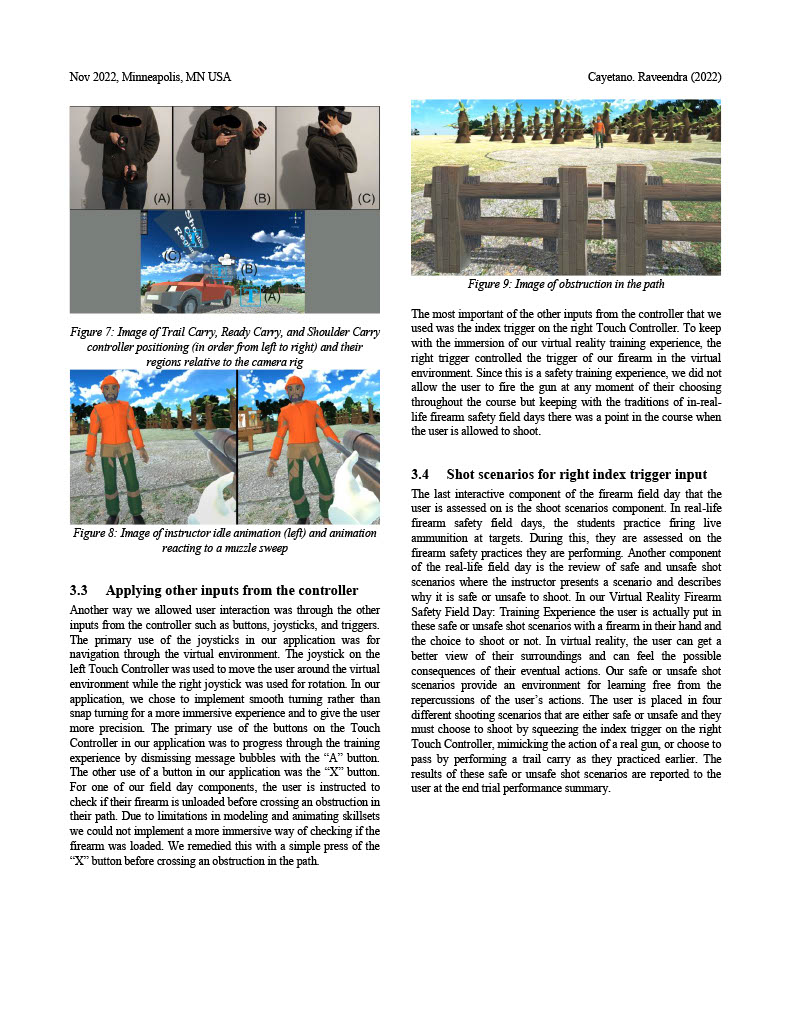 Nov 2022, Minneapolis, MN USA
Cayetano. Raveendra (2022)
(A)
(B)
(C)
(C)
(B)
(A)
Figure 7: Image of Trail Carry, Ready Carry, and Shoulder Carry
controller positioning (in order from left to right) and their
regions relative to the camera rig
Figure 8: Image of instructor idle animation (left) and animation
reacting to a muzzle sweep
3.3 Applying other inputs from the controller
Another way we allowed user interaction was through the other
inputs from the controller such as buttons, joysticks, and triggers.
The primary use of the joysticks in our application was for
navigation through the virtual environment. The joystick on the
left Touch Controller was used to move the user around the virtual
environment while the right joystick was used for rotation. In our
application, we chose to implement smooth turning rather than
snap turning for a more immersive experience and to give the user
more precision. The primary use of the buttons on the Touch
Controller in our application was to progress through the training
experience by dismissing message bubbles with the “A” button.
The other use of a button in our application was the “X” button.
For one of our field day components, the user is instructed to
check if their firearm is unloaded before crossing an obstruction in
their path. Due to limitations in modeling and animating skillsets
we could not implement a more immersive way of checking if the
firearm was loaded. We remedied this with a simple press of the
“X” button before crossing an obstruction in the path.
Figure 9: Image of obstruction in the path
The most important of the other inputs from the controller that we
used was the index trigger on the right Touch Controller. To keep
with the immersion of our virtual reality training experience, the
right trigger controlled the trigger of our firearm in the virtual
environment. Since this is a safety training experience, we did not
allow the user to fire the gun at any moment of their choosing
throughout the course but keeping with the traditions of in-real-
life firearm safety field days there was a point in the course when
the user is allowed to shoot.
3.4 Shot scenarios for right index trigger input
The last interactive component of the firearm field day that the
user is assessed on is the shoot scenarios component. In real-life
firearm safety field days, the students practice firing live
ammunition at targets. During this, they are assessed on the
firearm safety practices they are performing. Another component
of the real-life field day is the review of safe and unsafe shot
scenarios where the instructor presents a scenario and describes
why it is safe or unsafe to shoot. In our Virtual Reality Firearm
Safety Field Day: Training Experience the user is actually put in
these safe or unsafe shot scenarios with a firearm in their hand and
the choice to shoot or not. In virtual reality, the user can get a
better view of their surroundings and can feel the possible
consequences of their eventual actions. Our safe or unsafe shot
scenarios provide an environment for learning free from the
repercussions of the user’s actions. The user is placed in four
different shooting scenarios that are either safe or unsafe and they
must choose to shoot by squeezing the index trigger on the right
Touch Controller, mimicking the action of a real gun, or choose to
pass by performing a trail carry as they practiced earlier. The
results of these safe or unsafe shot scenarios are reported to the
user at the end trial performance summary.